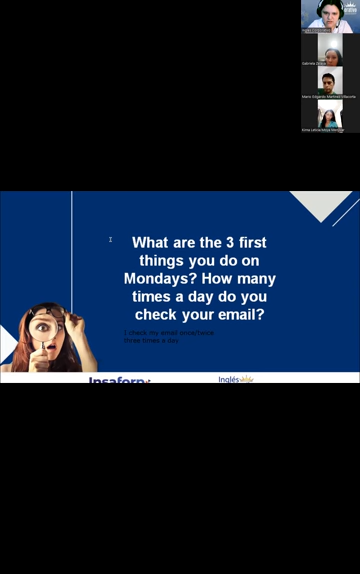 What are the 3 first
things you do on
Mondays? How many
times a day do you
check your email?
I check my email once/twice
three times a day
Insaforp
Inglés